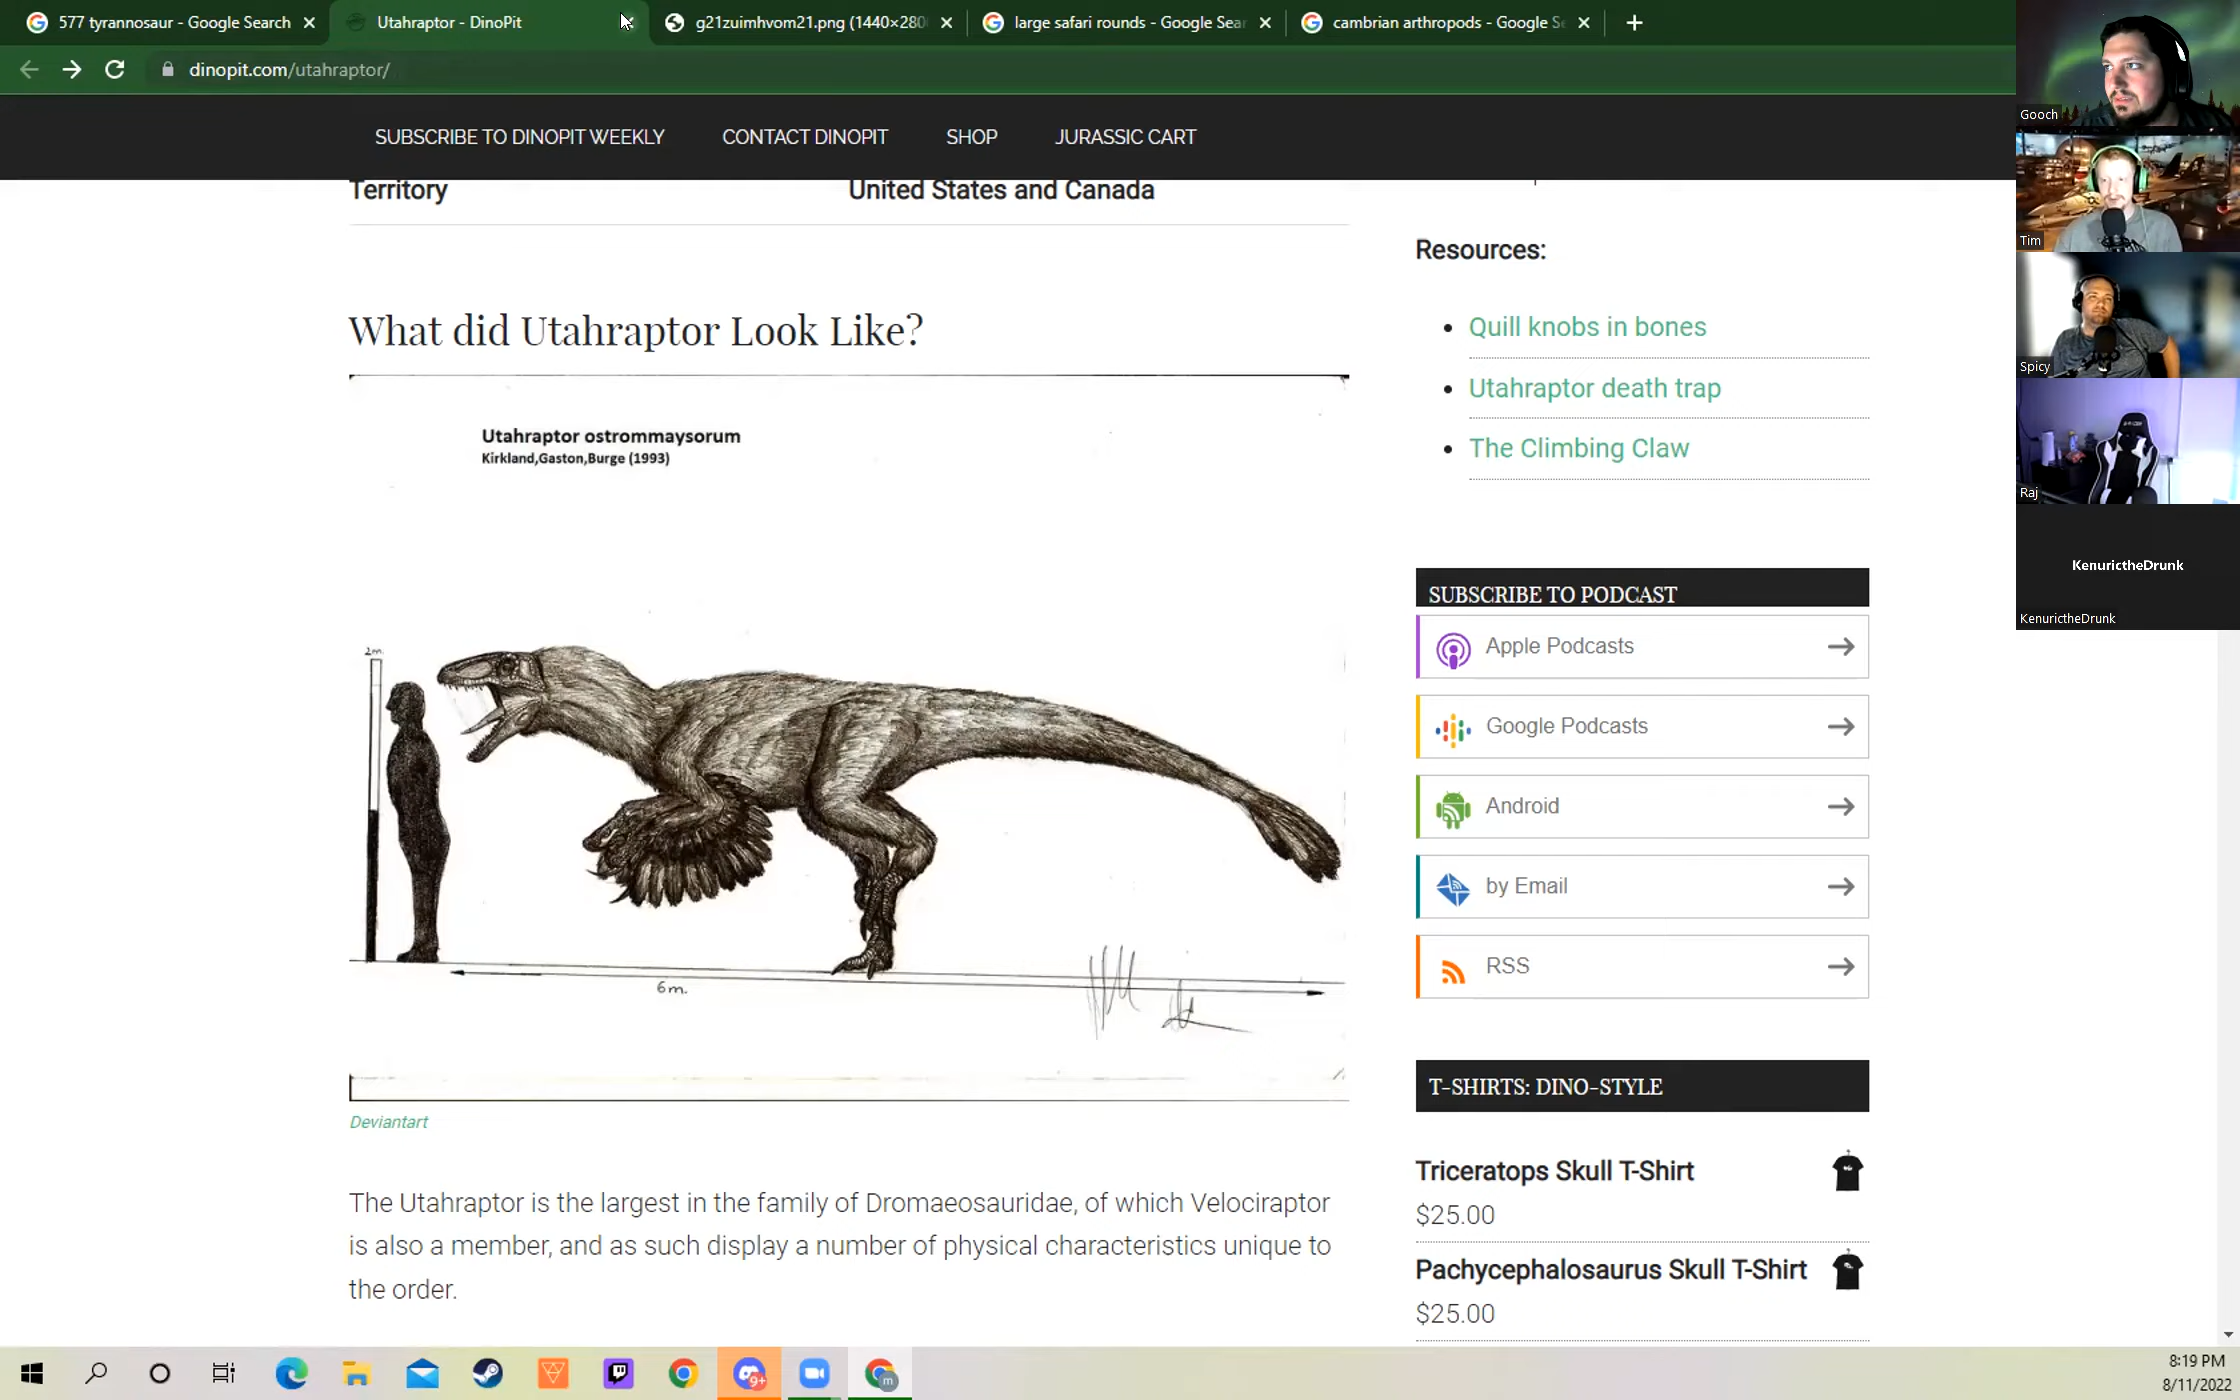 577 tyrannosaur - Google Search
Utahraptor - DinoPit
g21zuimhvom21.png (1440×280
large safari rounds - Google Sear
cambrian arthropods - Google Se
dinopit.com/utahraptor/
SUBSCRIBE TO DINOPIT WEEKLY
CONTACT DINOPIT
SHOP
JURASSIC CART
Territory
United States and Canada
What did Utahraptor Look Like?
Utahraptor ostrommaysorum
Kirkland,Gaston,Burge (1993)
2m.
6m.
Deviantart
The Utahraptor is the largest in the family of Dromaeosauridae, of which Velociraptor
is also a member, and as such display a number of physical characteristics unique to
the order.
Resources:
Quill knobs in bones
Utahraptor death trap
The Climbing Claw
SUBSCRIBE TO PODCAST
Apple Podcasts
Google Podcasts
Android
by Email
RSS
T-SHIRTS: DINO-STYLE
Triceratops Skull T-Shirt
$25.00
Pachycephalosaurus Skull T-Shirt
$25.00
Gooch
Tim
Spicy
Raj
KenurictheDrunk
KenurictheDrunk
9+
m
8:19 PM
8/11/2022